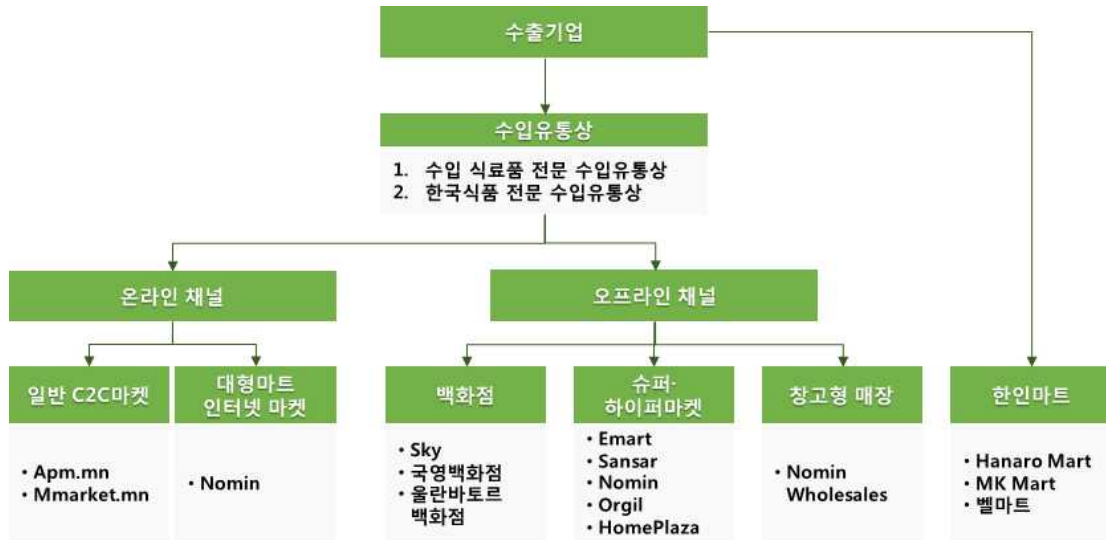 수출기업
수입유통상
1. 수입 식료품 전문 수입유통상
2. 한국식품 전문 수입유통상
온라인 채널
오프라인 채널
일반 C2C마켓
대형마트
인터넷 마켓
백화점
슈퍼·
하이퍼마켓
창고형 매장
한인마트
• Apm.mn
• Mmarket.mn
• Nomin
• Sky
• 국영백화점
• 울란바토르
백화점
• Emart
• Sansar
• Nomin
• Orgil
• HomePlaza
• Nomin
Wholesales
• Hanaro Mart
• MK Mart
• 벨마트